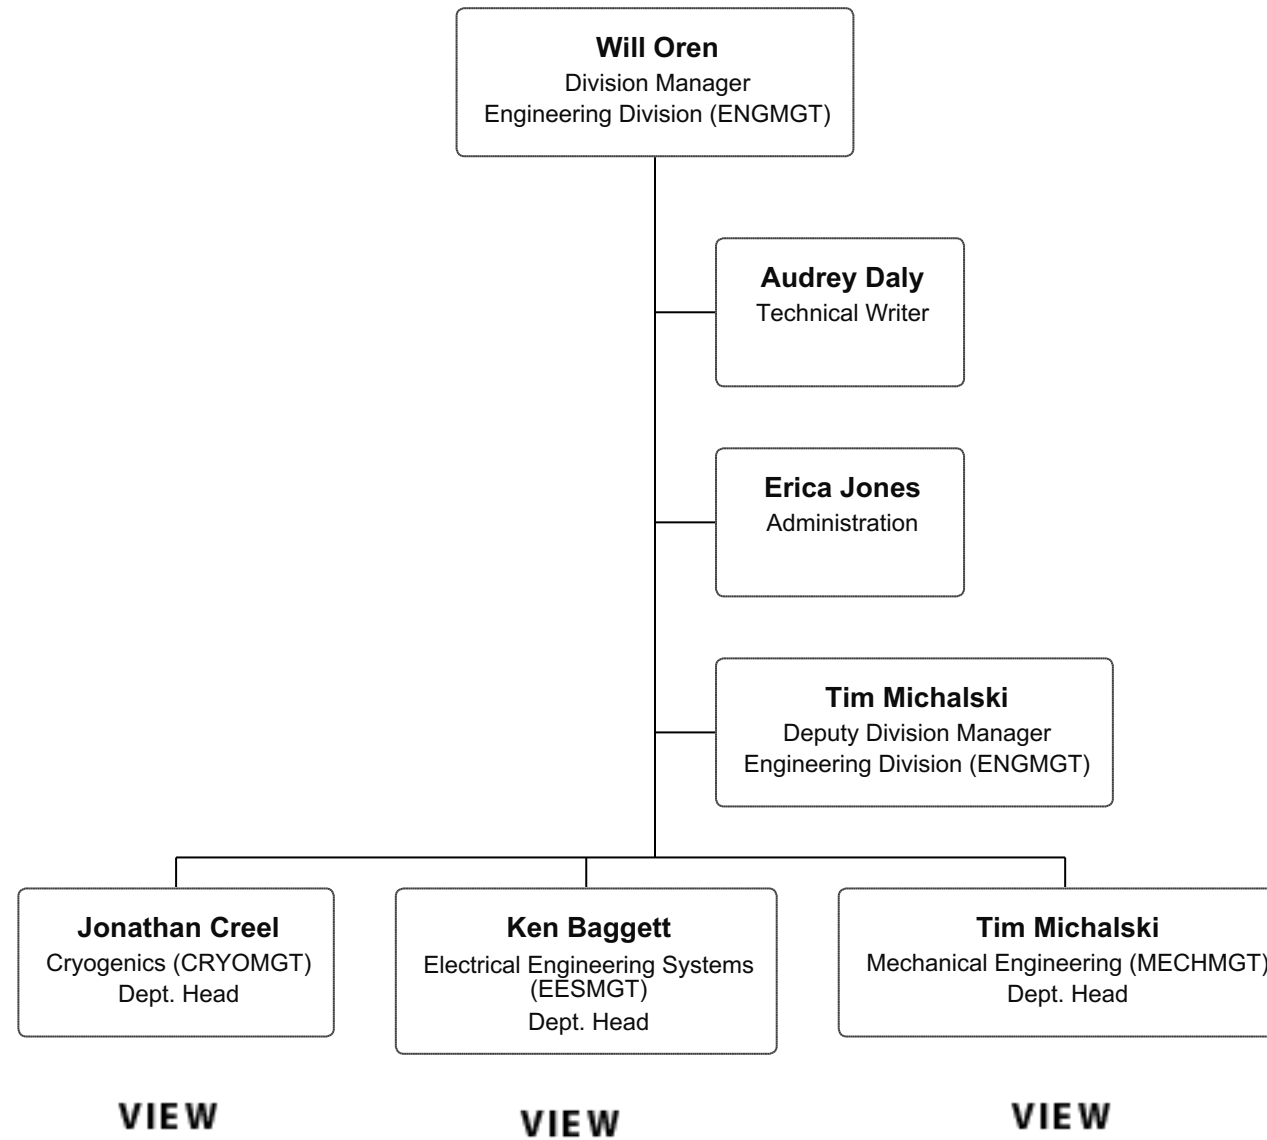 Will Oren
Division Manager
Engineering Division (ENGMGT)
Audrey Daly
Technical Writer
Erica Jones
Administration
Tim Michalski
Deputy Division Manager
Engineering Division (ENGMGT)
Jonathan Creel
Cryogenics (CRYOMGT)
Dept. Head
Ken Baggett
Electrical Engineering Systems
(EESMGT)
Dept. Head
Tim Michalski
Mechanical Engineering (MECHMGT)
Dept. Head
VIEW
VIEW
VIEW